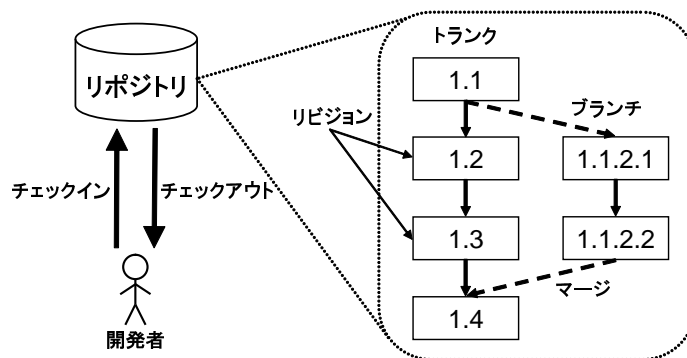 リポジトリ
チェックイン
チェックアウト
開発者
トランク
1.1
ブランチ
リビジョン
1.2
1.1.2.1
1.3
1.1.2.2
マージ
1.4